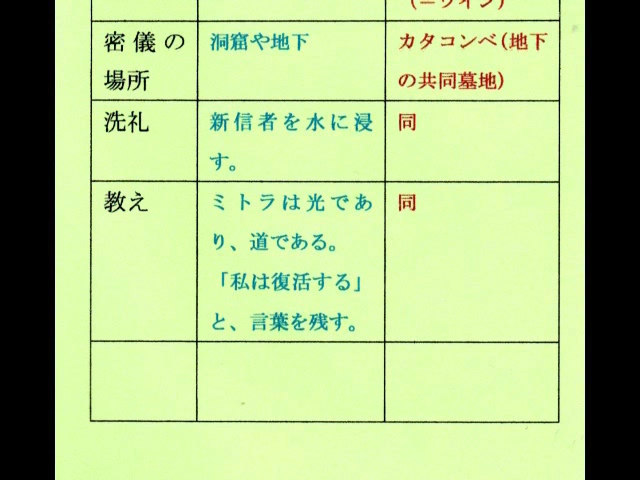 （＝ワイン）
密儀の
場所
洞窟や地下
カタコンベ（地下
の共同墓地）
洗礼
新信者を水に浸
す。
同
教え
ミトラは光であ
り、道である。
「私は復活する」
と、言葉を残す。
同